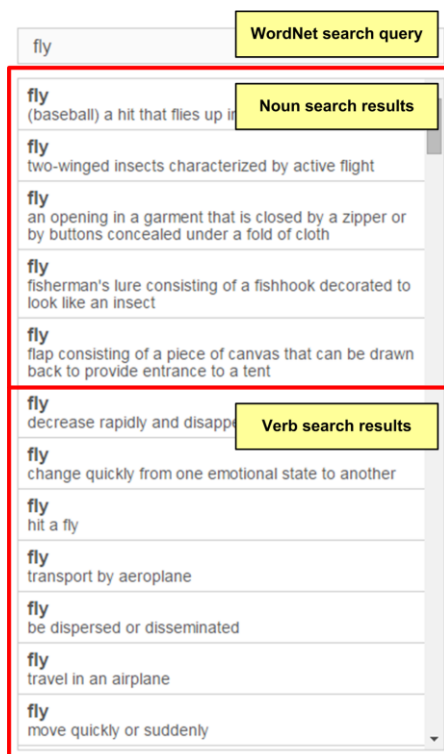 WordNet search query
fly
Noun search results
fly
(baseball) a hit that flies up
fly
two-winged insects characterized by active flight
fly
an opening in a garment that is closed by a zipper or
by buttons concealed under a fold of cloth
fly
fisherman's lure consisting of a fishhook decorated to
look like an insect
fly
flap consisting of a piece of canvas that can be drawn
back to provide entrance to a tent
Verb search results
fly
decrease rapidly and
fly
change quickly from one emotional state to another
fly
hit a fly
fly
transport by aeroplane
fly
be dispersed or disseminated
fly
travel in an airplane
fly
move quickly or suddenly